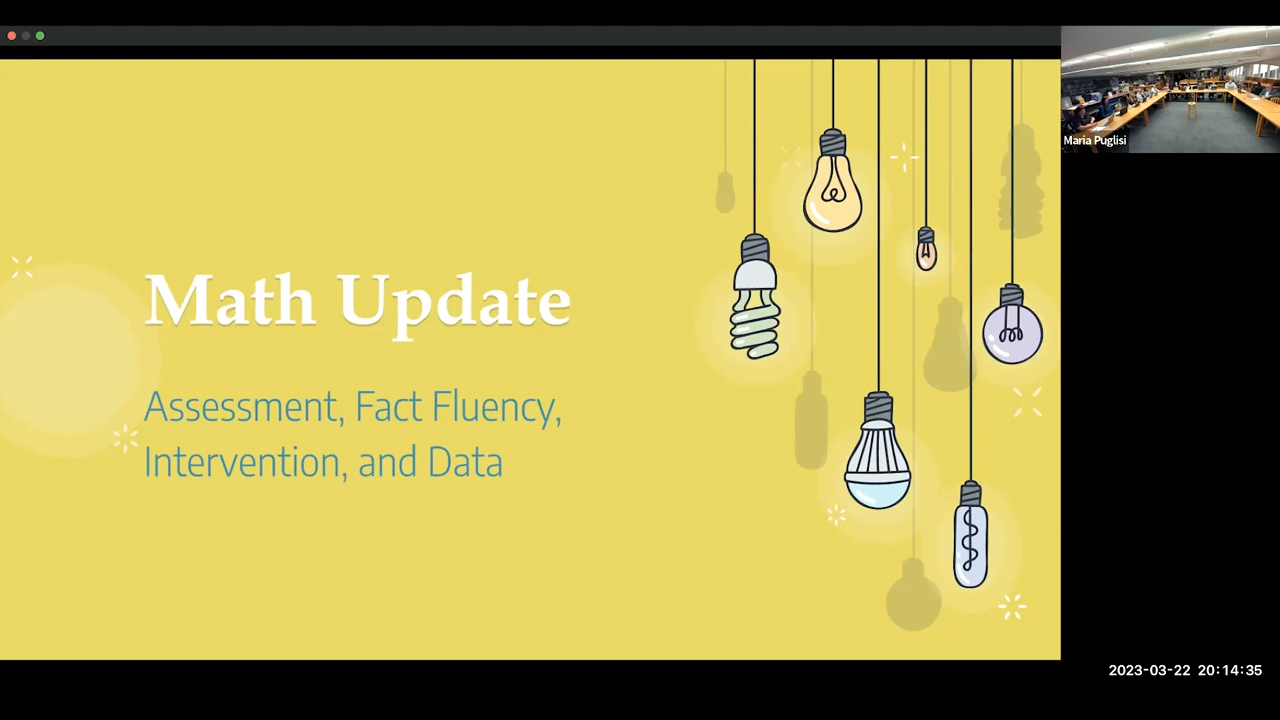 Math Update
Assessment, Fact Fluency,
Intervention, and Data
Maria Puglisi
2023-03-22 20:14:35